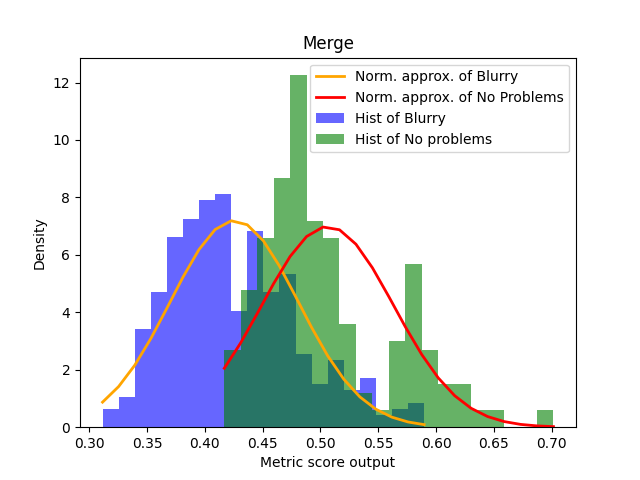 Merge
Norm. approx. of Blurry
Norm. approx. of No Problems
Hist of Blurry
Hist of No problems
Density
12
10
8
6
4
2
0
0.30 0.35 0.40 0.45 0.50 0.55 0.60 0.65 0.70
Metric score output